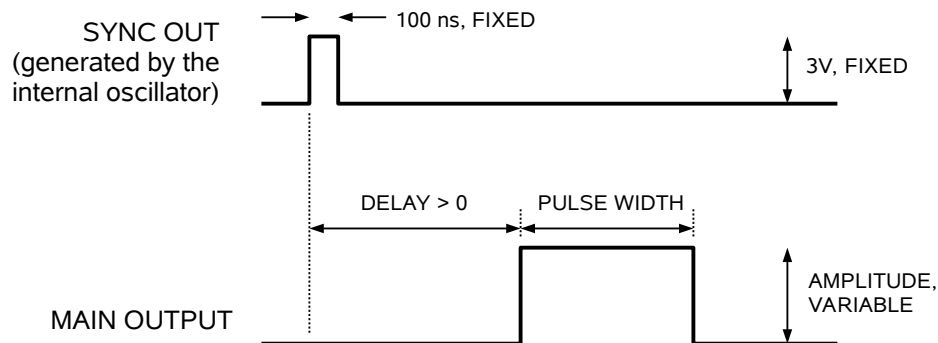 100 ns, FIXED
SYNC OUT
(generated by the
internal oscillator)
3V, FIXED
DELAY > 0
PULSE WIDTH
AMPLITUDE,
VARIABLE
MAIN OUTPUT